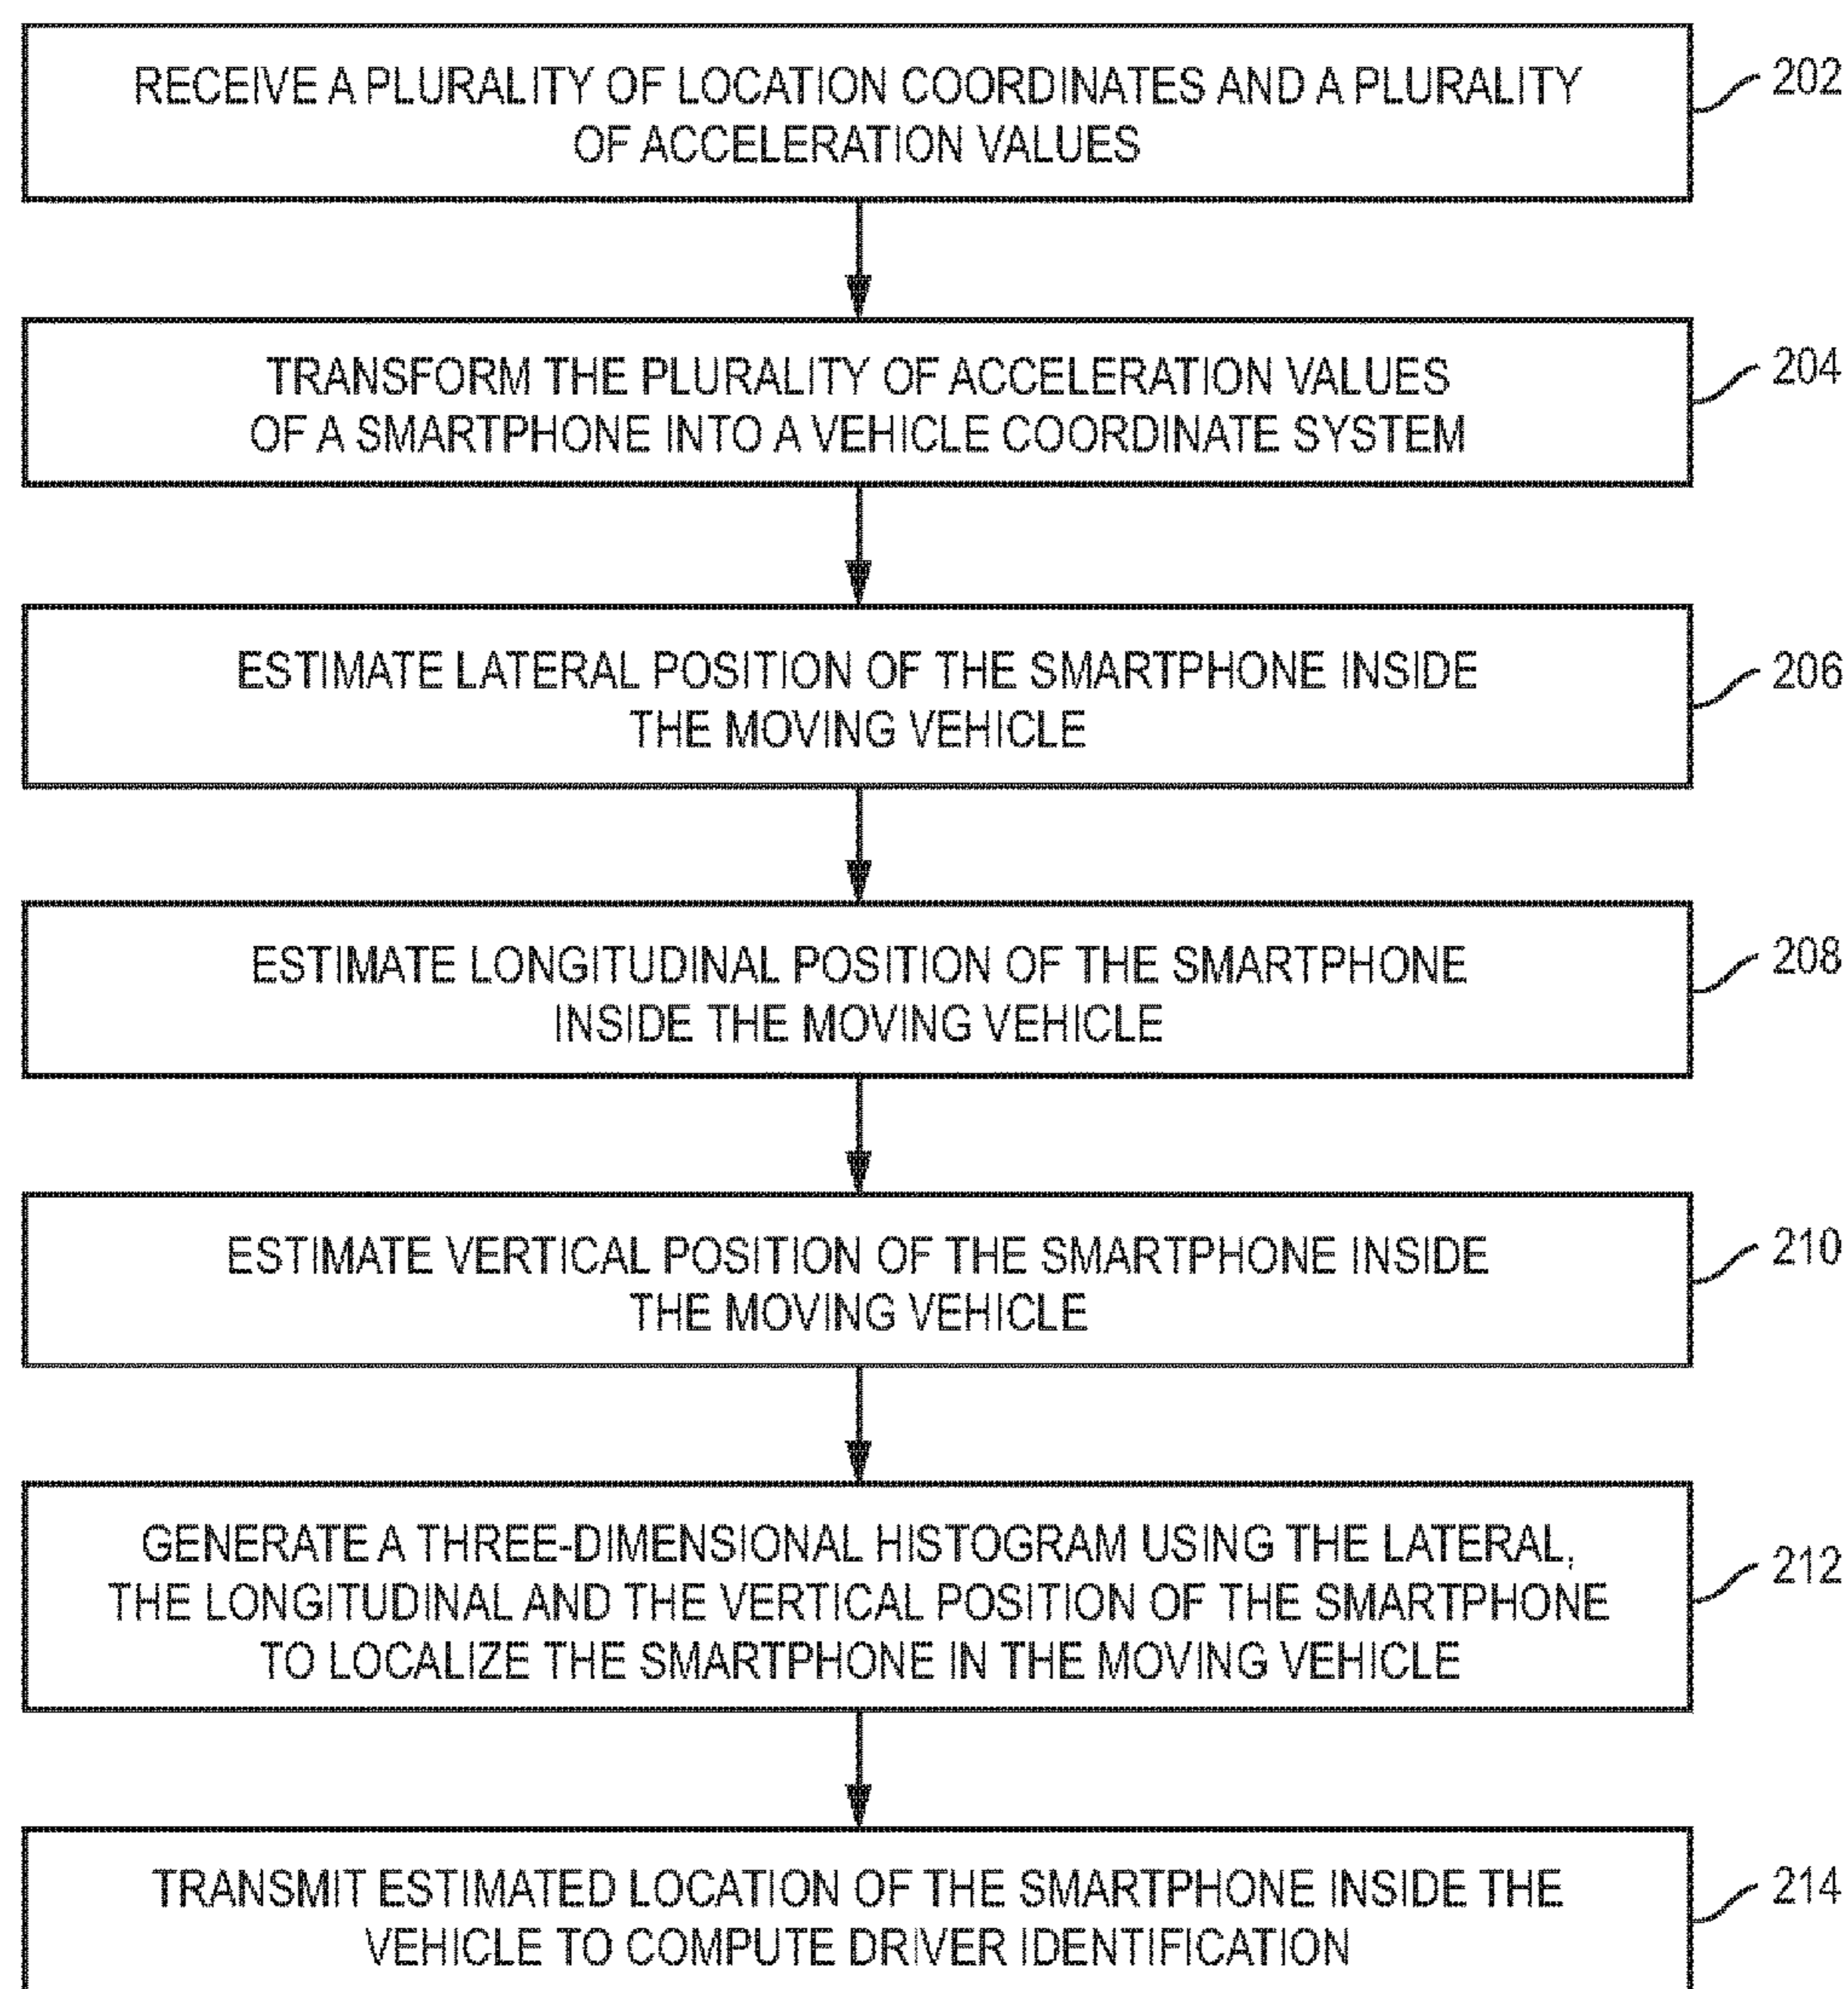 RECEIVE A PLURALITY OF LOCATION COORDINATES AND A PLURALITY
OF ACCELERATION VALUES
202
TRANSFORM THE PLURALITY OF ACCELERATION VALUES
OF A SMARTPHONE INTO A VEHICLE COORDINATE SYSTEM
204
ESTIMATE LATERAL POSITION OF THE SMARTPHONE INSIDE
THE MOVING VEHICLE
206
ESTIMATE LONGITUDINAL POSITION OF THE SMARTPHONE
INSIDE THE MOVING VEHICLE
208
ESTIMATE VERTICAL POSITION OF THE SMARTPHONE INSIDE
THE MOVING VEHICLE
210
GENERATE A THREE-DIMENSIONAL HISTOGRAM USING THE LATERAL,
THE LONGITUDINAL AND THE VERTICAL POSITION OF THE SMARTPHONE
TO LOCALIZE THE SMARTPHONE IN THE MOVING VEHICLE
212
TRANSMIT ESTIMATED LOCATION OF THE SMARTPHONE INSIDE THE
VEHICLE TO COMPUTE DRIVER IDENTIFICATION
214